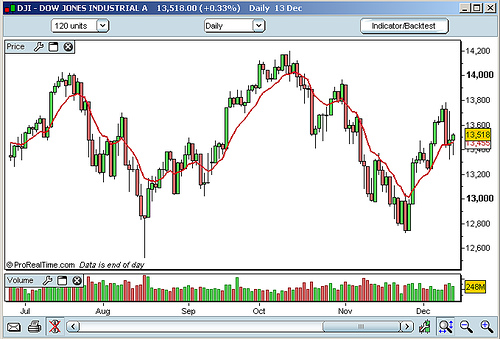 DJI - DOW JONES INDUSTRIAL A 13,518.00 (+0.33%) Daily 13 Dec
120 units Daily Indicator/Backtest
Price
14,200
14,000
13,800
13,600
13,518
13,455
13,400
13,200
13,000
12,800
12,600
©ProRealTime.com Data is end of day
Volume
248M
Jul Aug Sep Oct Nov Dec